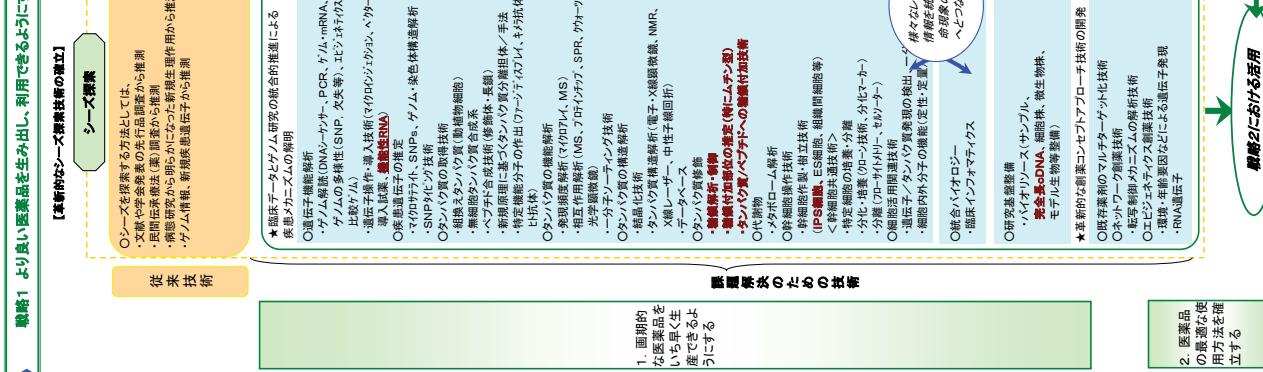 戦略1 より良い医薬品を生み出し、利用できるように
【革新的なシーズ探索技術の確立】
シーズ探索
従来技術
○シーズを探索する方法としては、
・文献や学会発表の先行品調査から推測
・民間伝承療法(薬)調査から推測
・病態研究から明らかになった新規生理作用から推
・ゲノム情報、新規疾患遺伝子から推測
★臨床データとゲノム研究の統合的推進による
疾患メカニズムの解明
○遺伝子機能解析
・ゲノム解読(DNAシーケンサ、PCR、ゲノム・mRNA、
ゲノムの多様性(SNP、欠失等)、エピジェネティクス
比較ゲノム)
・遺伝子操作・導入技術(マイクロインジェクション、ベクター
導入試薬、機能性RNA)
○疾患遺伝子の推定
・マイクロサテライト、SNPs、ゲノム・染色体構造解析
・SNPタイピング技術
○タンパク質の取得技術
・組換えタンパク質(動植物細胞)
・無細胞タンパク質合成系
・ペプチド合成技術(修飾体・長鎖)
・新規原理に基づくタンパク質分離担体/手法
・特定機能分子の作出(ファージディスプレイ、キメラ抗体
ヒト抗体)
○タンパク質の機能解析
・発現頻度解析(マイクロアレイ、MS)
・相互作用解析(MS、プロテインチップ、SPR、クウォーツ
光学顕微鏡)
・一分子ソーティング技術
○タンパク質の構造解析
・結晶化技術
・タンパク質構造解析(電子・X線顕微鏡、NMR、
X線レーザー、中性子線回折)
・データベース
○タンパク質修飾
・糖鎖解析・制御
・糖鎖付加部位の推定(特にムチン型)
・タンパク質/ペプチドへの糖鎖付加技術
○代謝物
・メタボローム解析
○幹細胞操作技術
・幹細胞作製・樹立技術
(iPS細胞、ES細胞、組織間細胞等)
<幹細胞共通技術>
・特定細胞の培養・分離
・分化・培養(クローン技術、分化マーカー)
・分離(フローサイトメトリー、セルソーター)
○細胞活用関連技術
・遺伝子/タンパク質発現の検出、一分
・細胞内外分子の機能(定性・定量
様々なレ
情報を統
命現象の
へとつな
○統合バイオロジー
・臨床インフォマティクス
○研究基盤整備
・バイオリソース(サンプル、
完全長cDNA、細胞株、微生物株、
モデル生物等整備)
★革新的な創薬コンセプトアプローチ技術の開発
○既存薬剤のマルチターゲット化技術
○ネットワーク創薬技術
・転写制御メカニズムの解析技術
○エピジェネティクス創薬技術
・環境・年齢要因などによる遺伝子発現
・RNA遺伝子
課題解決のための技術
戦略2における活用
1. 画期的
な医薬品を
いち早く生
産できるよ
うにする
2. 医薬品
の最適な使
用方法を確
立する